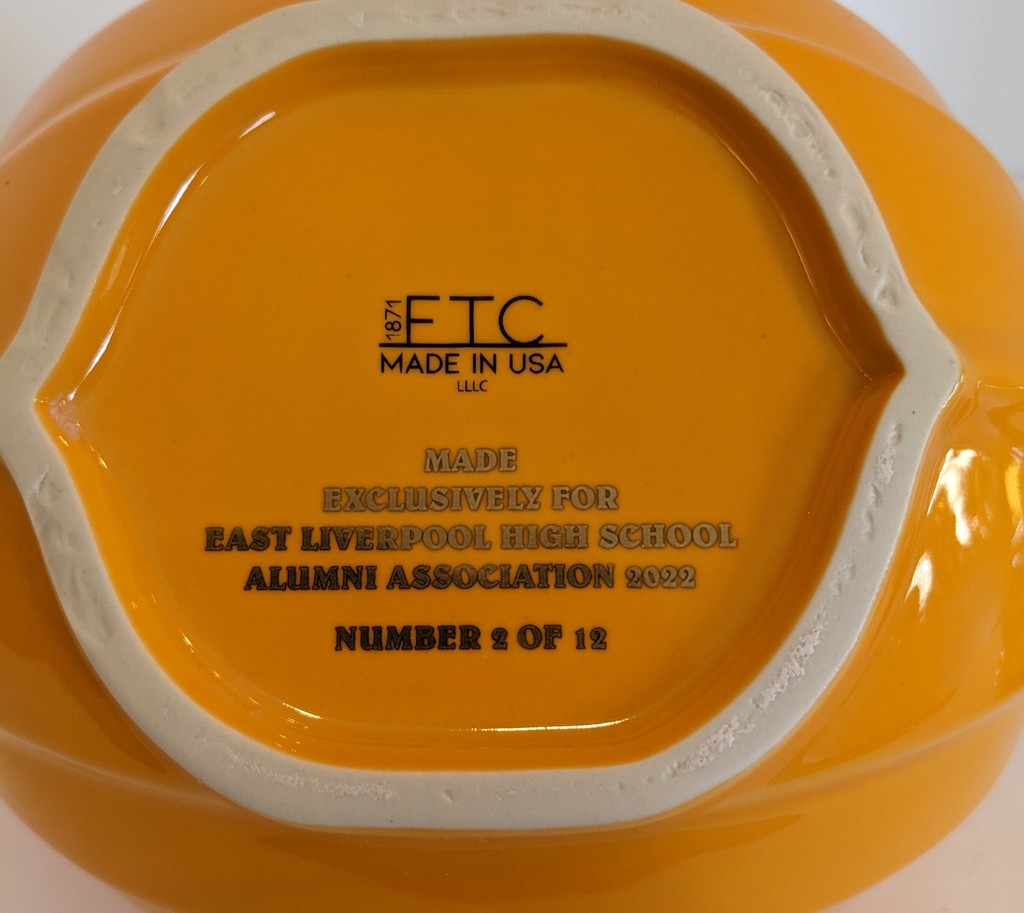 1871 FTC
MADE IN USA
LLLC
MADE
EXCLUSIVELY FOR
EAST LIVERPOOL HIGH SCHOOL
ALUMNI ASSOCIATION 2022
NUMBER 2 OF 12